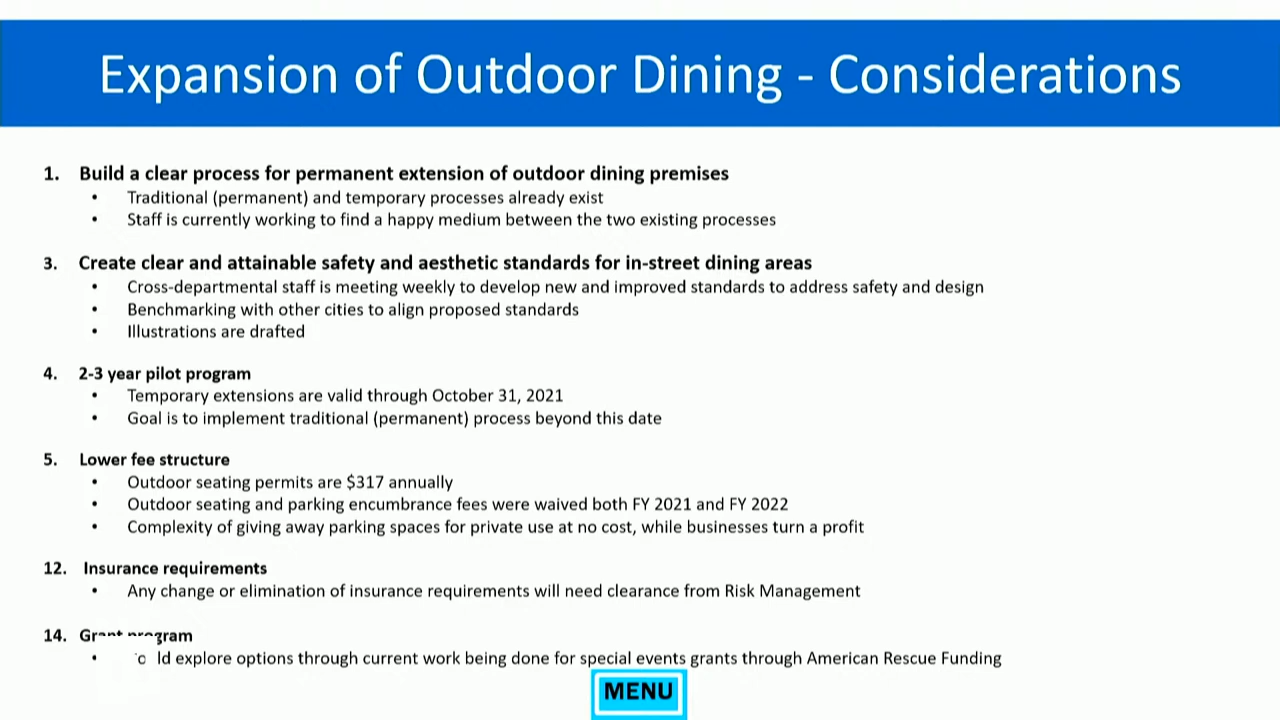 Expansion of Outdoor Dining - Considerations
1. Build a clear process for permanent extension of outdoor dining premises
• Traditional (permanent) and temporary processes already exist
• Staff is currently working to find a happy medium between the two existing processes
3. Create clear and attainable safety and aesthetic standards for in-street dining areas
• Cross-departmental staff is meeting weekly to develop new and improved standards to address safety and design
• Benchmarking with other cities to align proposed standards
• Illustrations are drafted
4. 2-3 year pilot program
• Temporary extensions are valid through October 31, 2021
• Goal is to implement traditional (permanent) process beyond this date
5. Lower fee structure
• Outdoor seating permits are $317 annually
• Outdoor seating and parking encumbrance fees were waived both FY 2021 and FY 2022
• Complexity of giving away parking spaces for private use at no cost, while businesses turn a profit
12. Insurance requirements
• Any change or elimination of insurance requirements will need clearance from Risk Management
14. Grant program
• explore options through current work being done for special events grants through American Rescue Funding
MENU